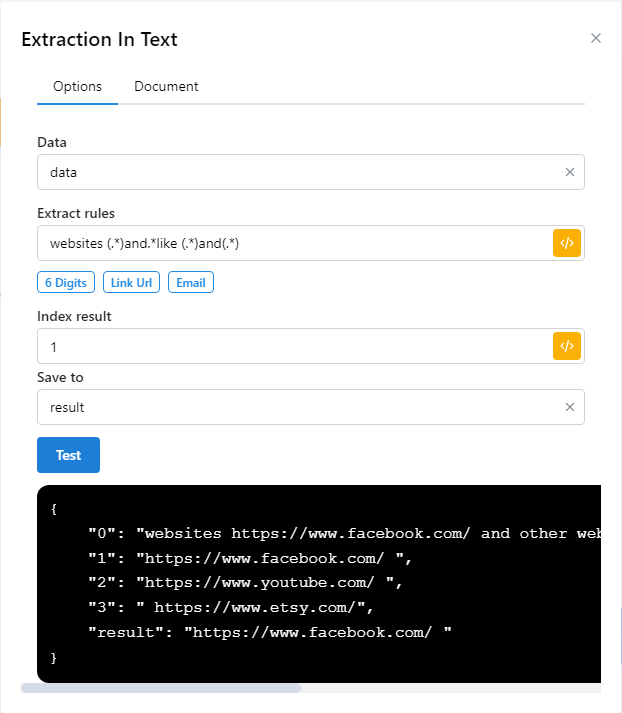 Extraction In Text
Options Document
Data
data
Extract rules
websites (.*)and.*like (.*)and(.*)
6 Digits Link Url Email
Index result
1
Save to
result
Test
{
"0": "websites https://www.facebook.com/ and other web
"1": "https://www.facebook.com/ ",
"2": "https://www.youtube.com/ ",
"3": " https://www.etsy.com/",
"result": "https://www.facebook.com/ "
}